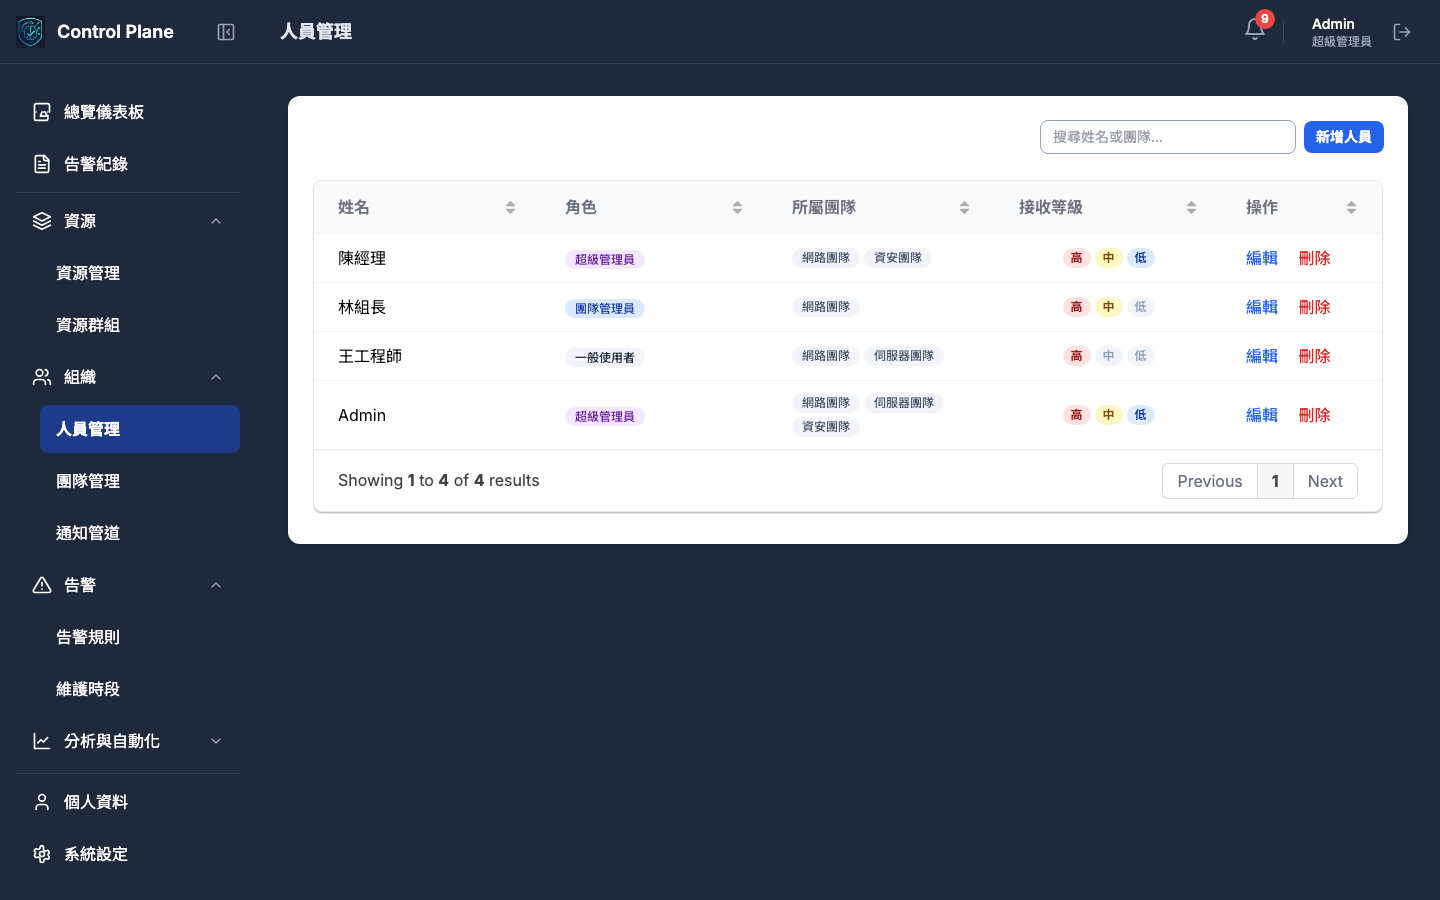 Control Plane
人員管理
9
Admin
超級管理員
總覽儀表板
告警紀錄
資源
資源管理
資源群組
組織
人員管理
團隊管理
通知管道
告警
告警規則
維護時段
分析與自動化
個人資料
系統設定
搜尋姓名或團隊... 新增人員
姓名 角色 所屬團隊 接收等級 操作
陳經理 超級管理員 網路團隊 資安團隊 高 中 低 編輯 刪除
林組長 團隊管理員 網路團隊 高 中 低 編輯 刪除
王工程師 一般使用者 網路團隊 伺服器團隊 高 中 低 編輯 刪除
Admin 超級管理員 網路團隊 伺服器團隊 資安團隊 高 中 低 編輯 刪除
Showing 1 to 4 of 4 results Previous 1 Next